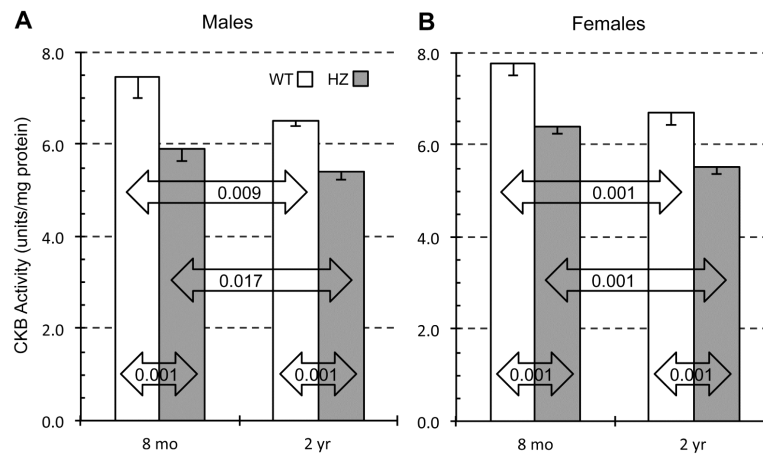 A
Males
CKB Activity (units/mg protein)
8.0
6.0
4.0
2.0
0.0
WT
HZ
0.009
0.017
0.001
0.001
8 mo
2 yr
B
Females
8.0
6.0
4.0
2.0
0.0
0.001
0.001
0.001
0.001
8 mo
2 yr